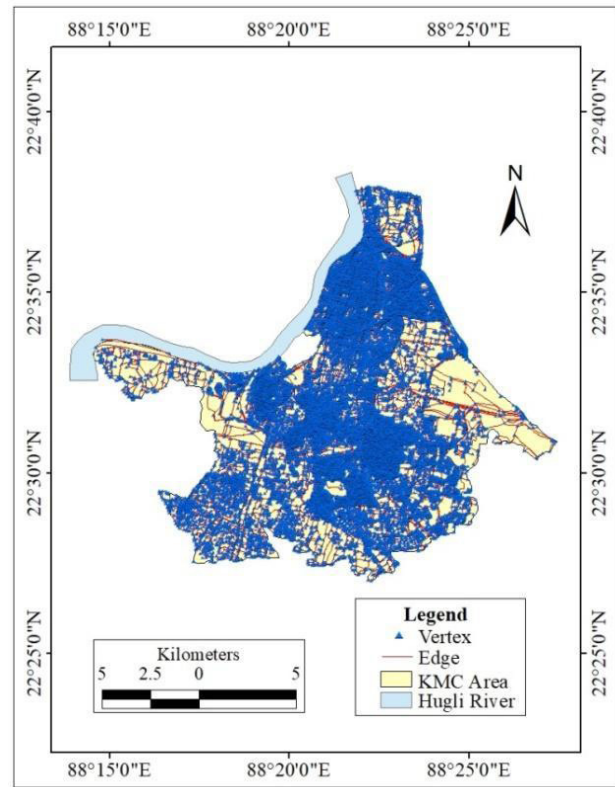 88°15'0"E 88°20'0"E 88°25'0"E
22°40'0"N 22°40'0"N
N
22°35'0"N 22°35'0"N
22°30'0"N 22°30'0"N
Legend
Vertex
Edge
KMC Area
Hugli River
Kilometers
5 2.5 0 5
22°25'0"N 22°25'0"N
88°15'0"E 88°20'0"E 88°25'0"E